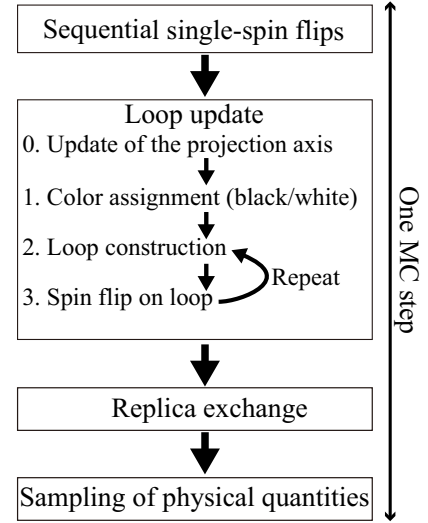 Sequential single-spin flips
Loop update
0. Update of the projection axis
1. Color assignment (black/white)
2. Loop construction
Repeat
3. Spin flip on loop
Replica exchange
Sampling of physical quantities
One MC step